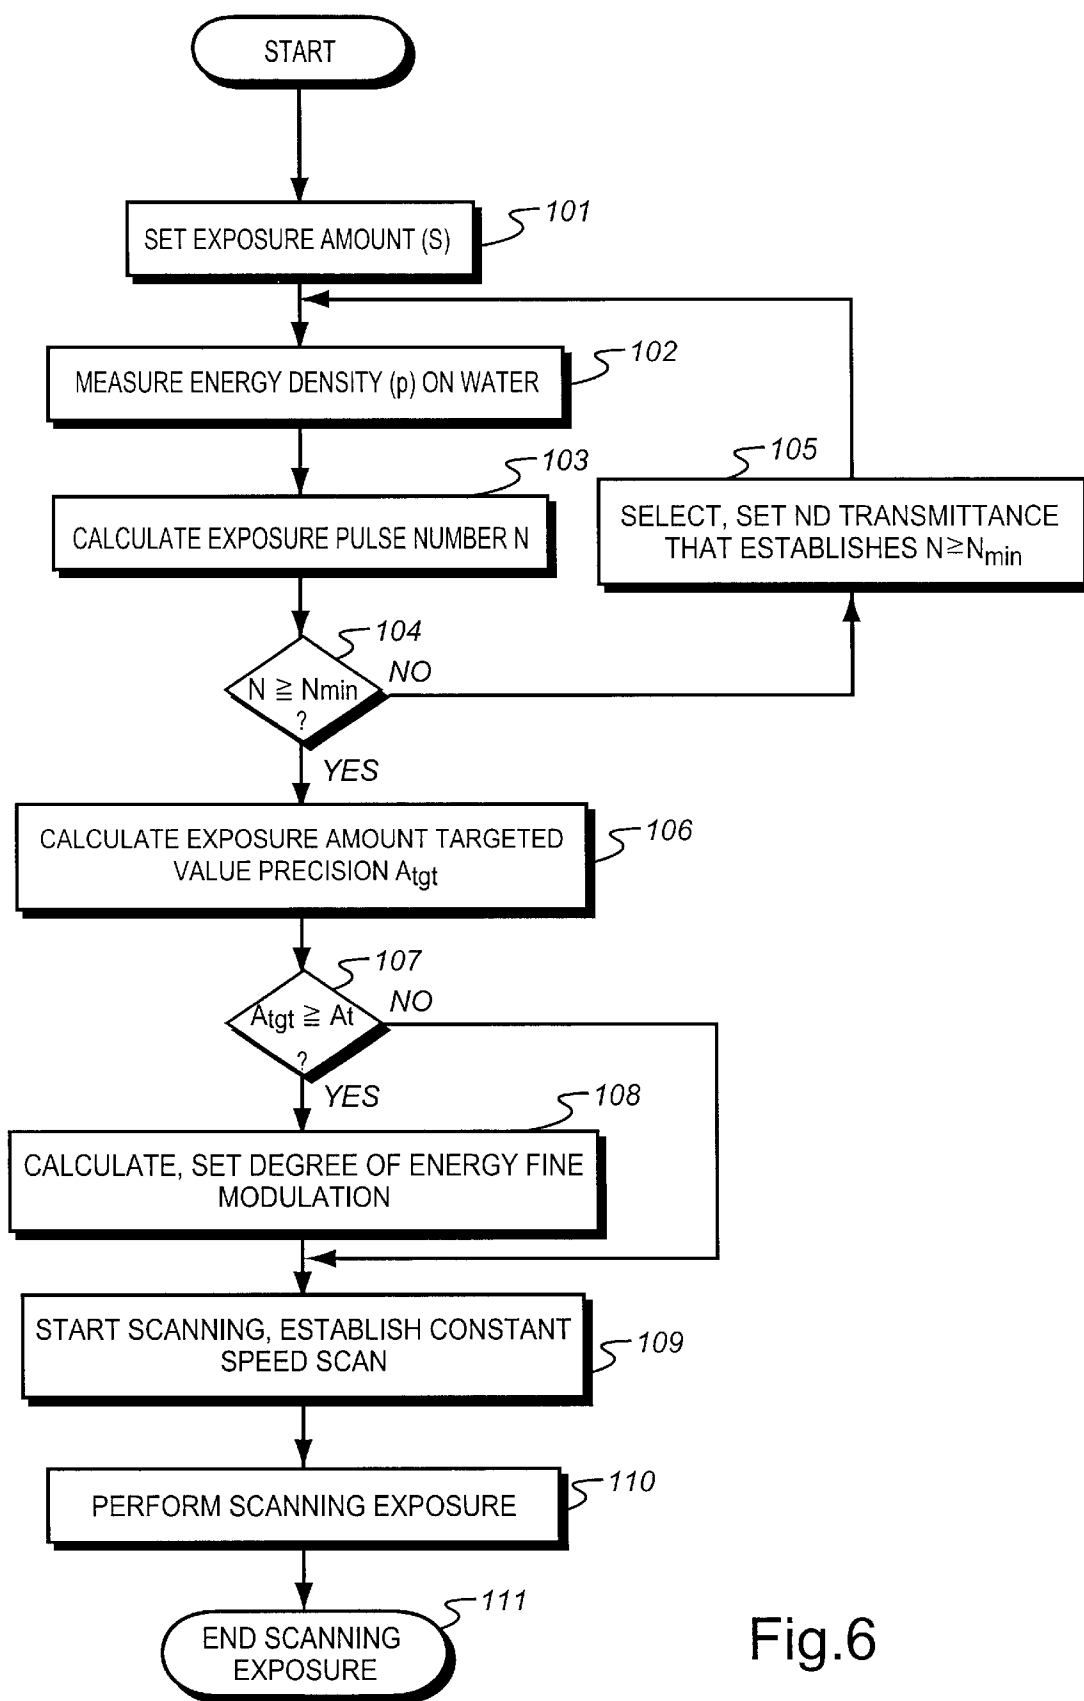 START
SET EXPOSURE AMOUNT (S)
101
MEASURE ENERGY DENSITY (p) ON WATER
102
CALCULATE EXPOSURE PULSE NUMBER N
103
N ≧ Nmin
?
104
NO
YES
SELECT, SET ND TRANSMITTANCE
THAT ESTABLISHES N≧Nmin
105
CALCULATE EXPOSURE AMOUNT TARGETED
VALUE PRECISION Atgt
106
Atgt ≧ At
?
107
NO
YES
CALCULATE, SET DEGREE OF ENERGY FINE
MODULATION
108
START SCANNING, ESTABLISH CONSTANT
SPEED SCAN
109
PERFORM SCANNING EXPOSURE
110
END SCANNING
EXPOSURE
111
Fig.6